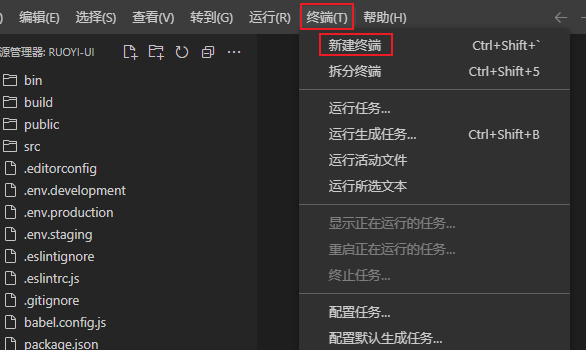 ) 编辑(E) 选择(S) 查看(V) 转到(G) 运行(R) 终端(T) 帮助(H)
源管理器: RUOYI-UI
bin
build
public
src
.editorconfig
.env.development
.env.production
.env.staging
.eslintignore
.eslintrc.js
.gitignore
babel.config.js
package.json
新建终端 Ctrl+Shift+`
拆分终端 Ctrl+Shift+5
运行任务...
运行生成任务... Ctrl+Shift+B
运行活动文件
运行所选文本
显示正在运行的任务...
重启正在运行的任务...
终止任务...
配置任务...
配置默认生成任务...